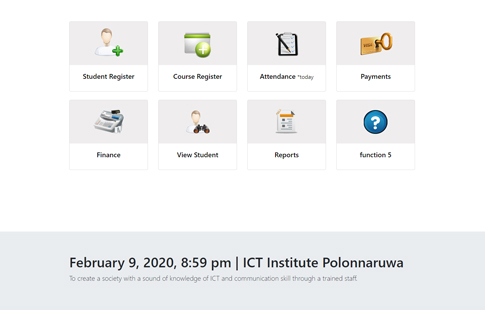 Student Register
Course Register
Attendance *today
Payments
Finance
View Student
Reports
function 5
February 9, 2020, 8:59 pm | ICT Institute Polonnaruwa
To create a society with a sound of knowledge of ICT and communication skill through a trained staff.